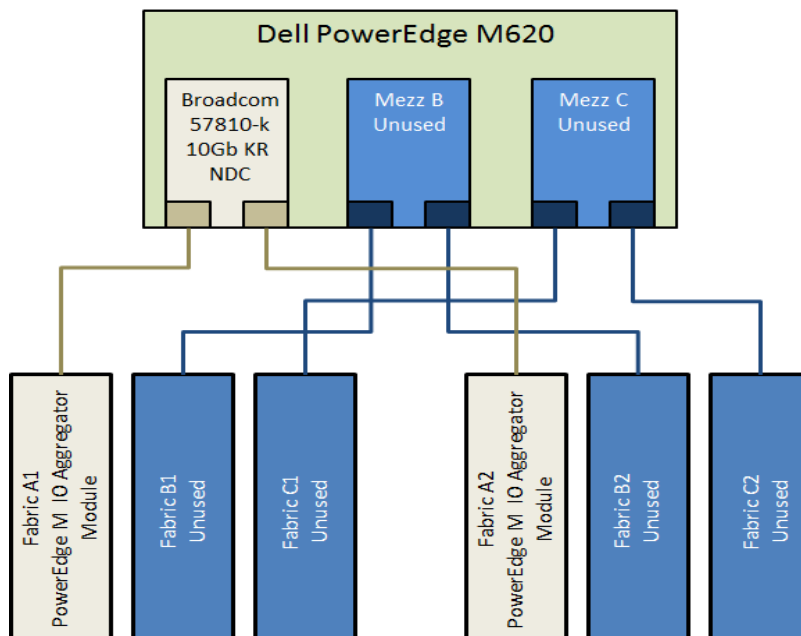 Dell PowerEdge M620
Broadcom
57810-k
10Gb KR
NDC
Mezz B
Unused
Mezz C
Unused
Fabric A1
PowerEdge M IO Aggregator
Module
Fabric B1
Unused
Fabric C1
Unused
Fabric A2
PowerEdge M IO Aggregator
Module
Fabric B2
Unused
Fabric C2
Unused